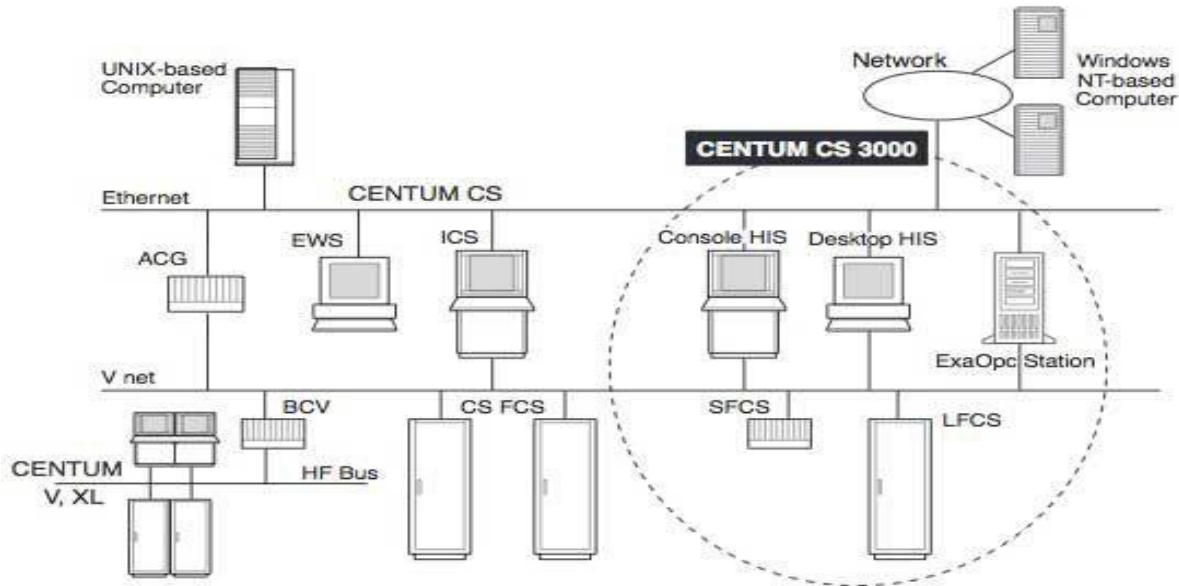 UNIX-based
Computer
Network
Windows
NT-based
Computer
CENTUM CS 3000
Ethernet
CENTUM CS
EWS
ICS
Console HIS
Desktop HIS
ACG
ExaOpc Station
V net
BCV
CS FCS
SFCS
LFCS
CENTUM
V, XL
HF Bus